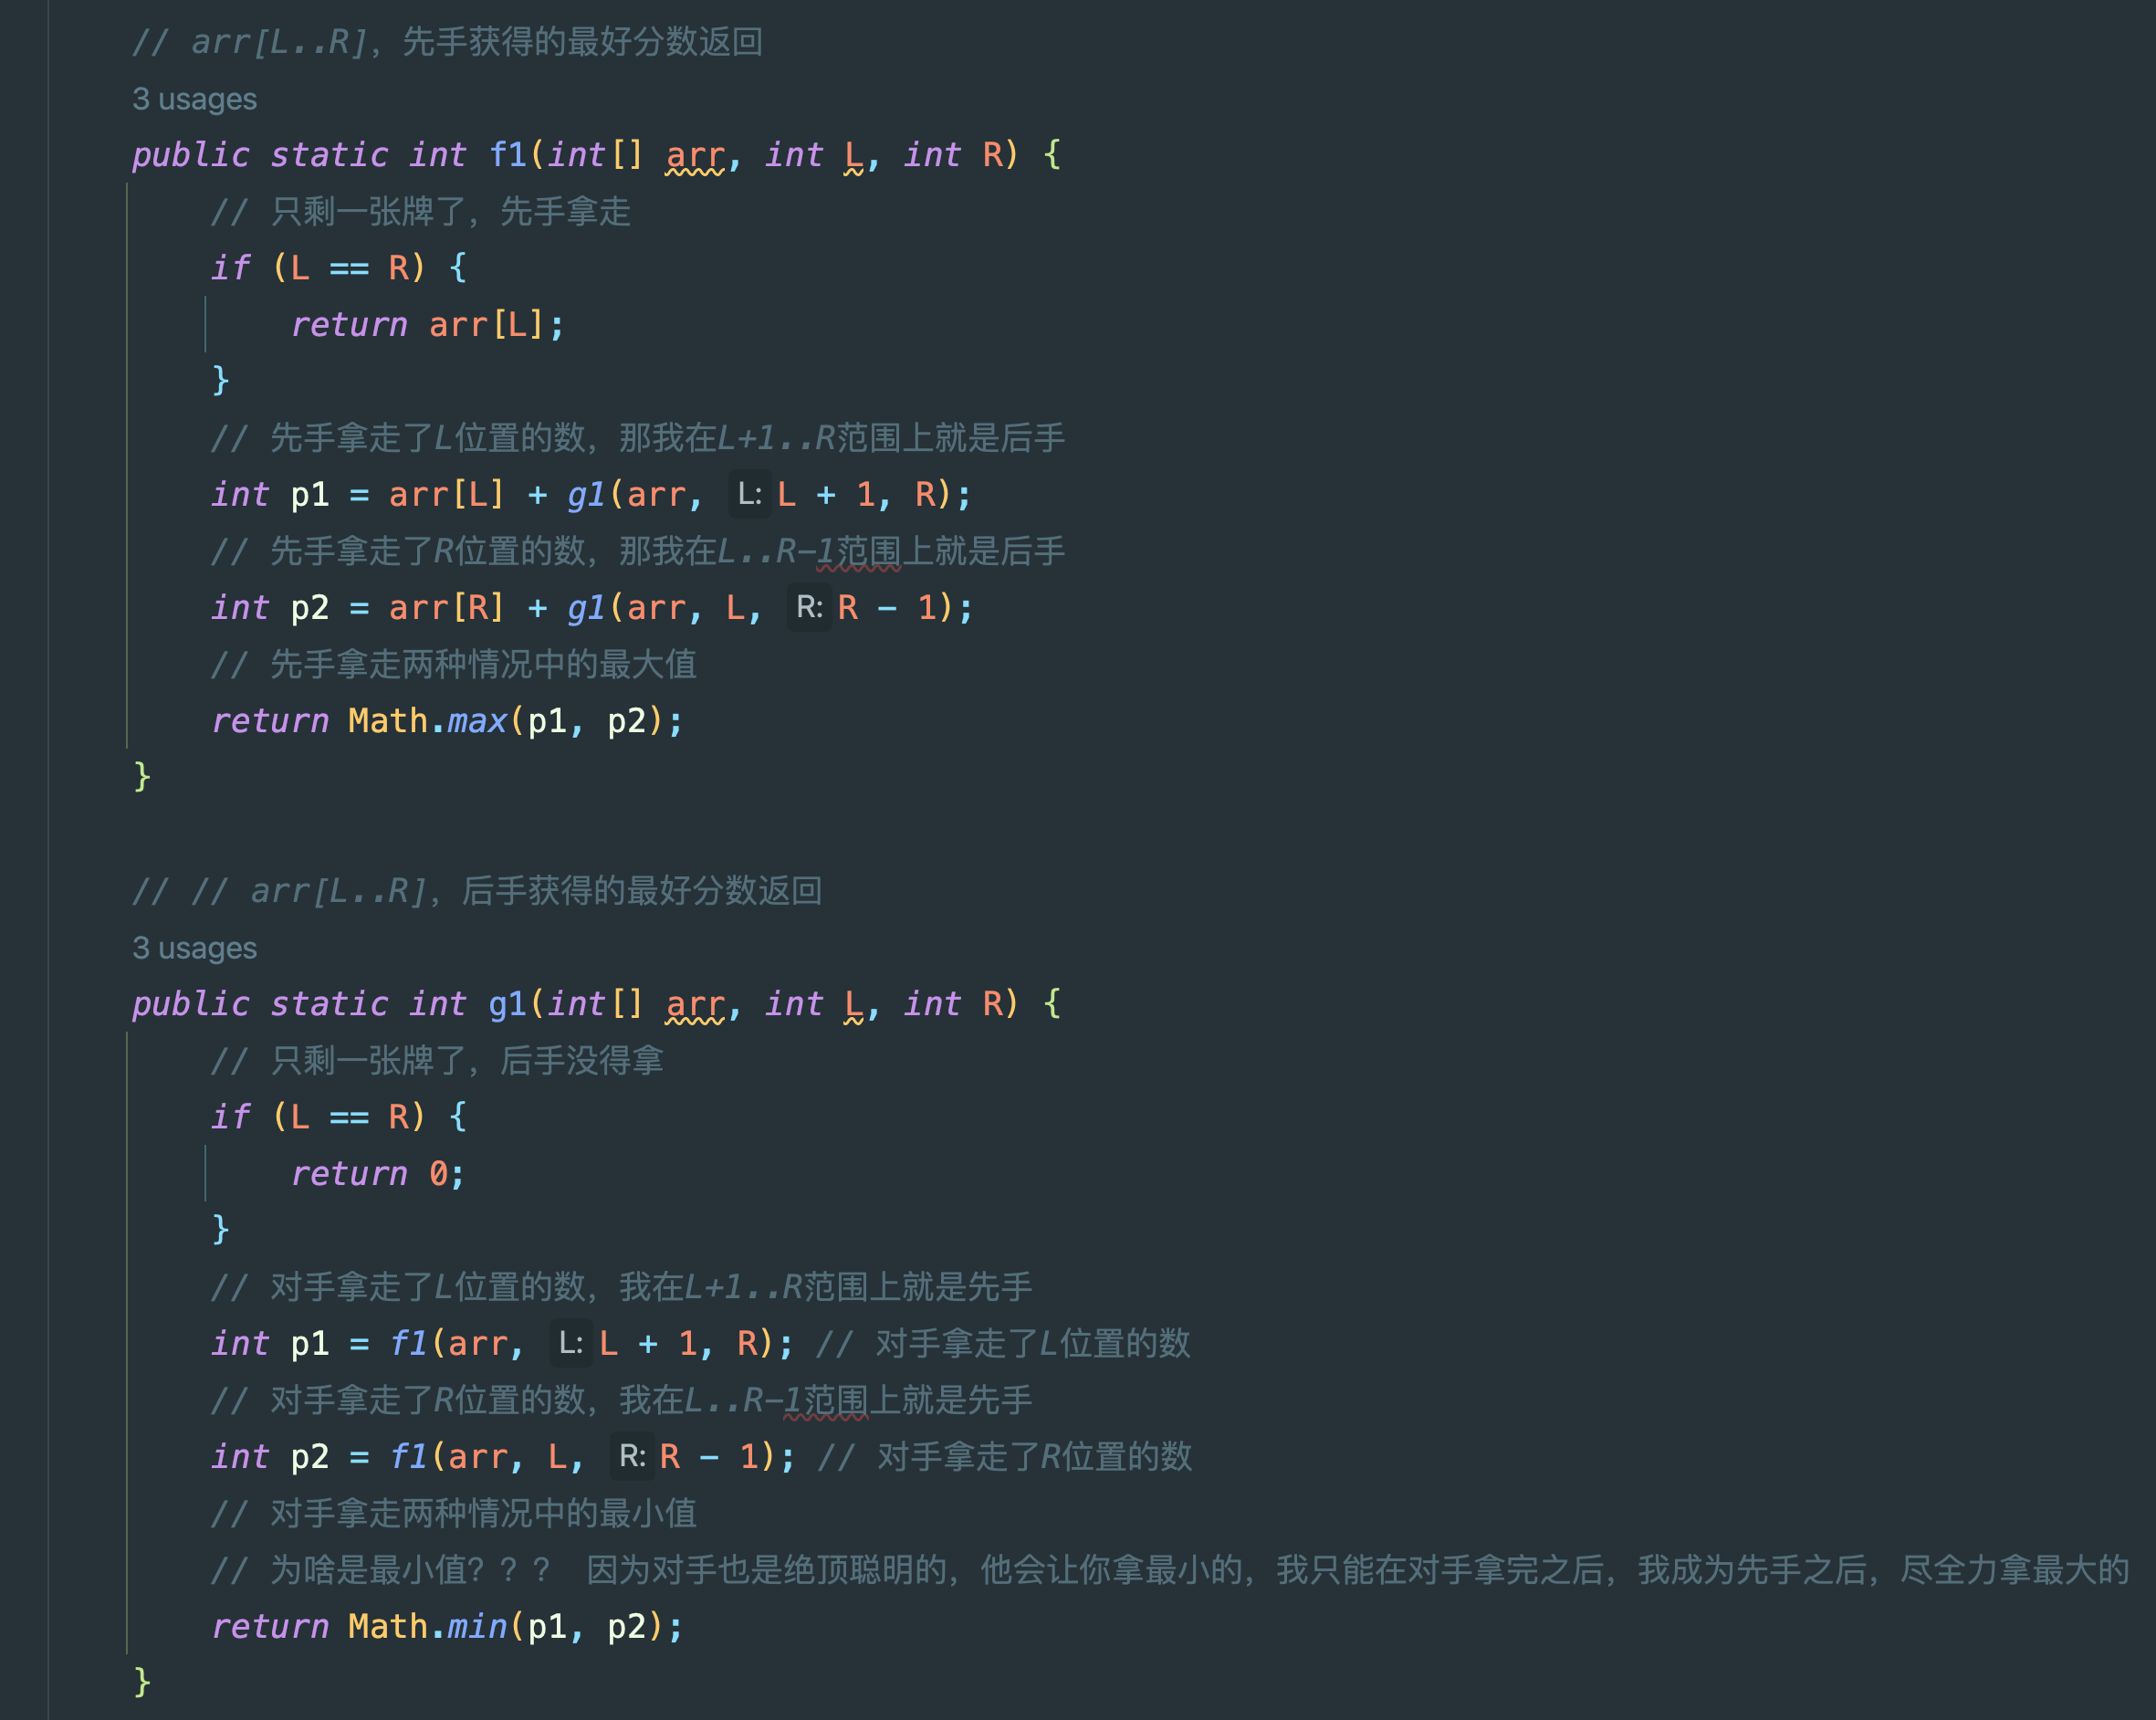 // arr[L..R]，先手获得的最好分数返回
3 usages
public static int f1(int[] arr, int L, int R) {
// 只剩一张牌了，先手拿走
if (L == R) {
return arr[L];
}
// 先手拿走了L位置的数，那我在L+1..R范围上就是后手
int p1 = arr[L] + g1(arr, L: L + 1, R);
// 先手拿走了R位置的数，那我在L..R-1范围上就是后手
int p2 = arr[R] + g1(arr, L, R: R - 1);
// 先手拿走两种情况中的最大值
return Math.max(p1, p2);
}
// // arr[L..R]，后手获得的最好分数返回
3 usages
public static int g1(int[] arr, int L, int R) {
// 只剩一张牌了，后手没得拿
if (L == R) {
return 0;
}
// 对手拿走了L位置的数，我在L+1..R范围上就是先手
int p1 = f1(arr, L: L + 1, R); // 对手拿走了L位置的数
// 对手拿走了R位置的数，我在L..R-1范围上就是先手
int p2 = f1(arr, L, R: R - 1); // 对手拿走了R位置的数
// 对手拿走两种情况中的最小值
// 为啥是最小值？？？ 因为对手也是绝顶聪明的，他会让你拿最小的，我只能在对手拿完之后，我成为先手之后，尽全力拿最大的
return Math.min(p1, p2);
}